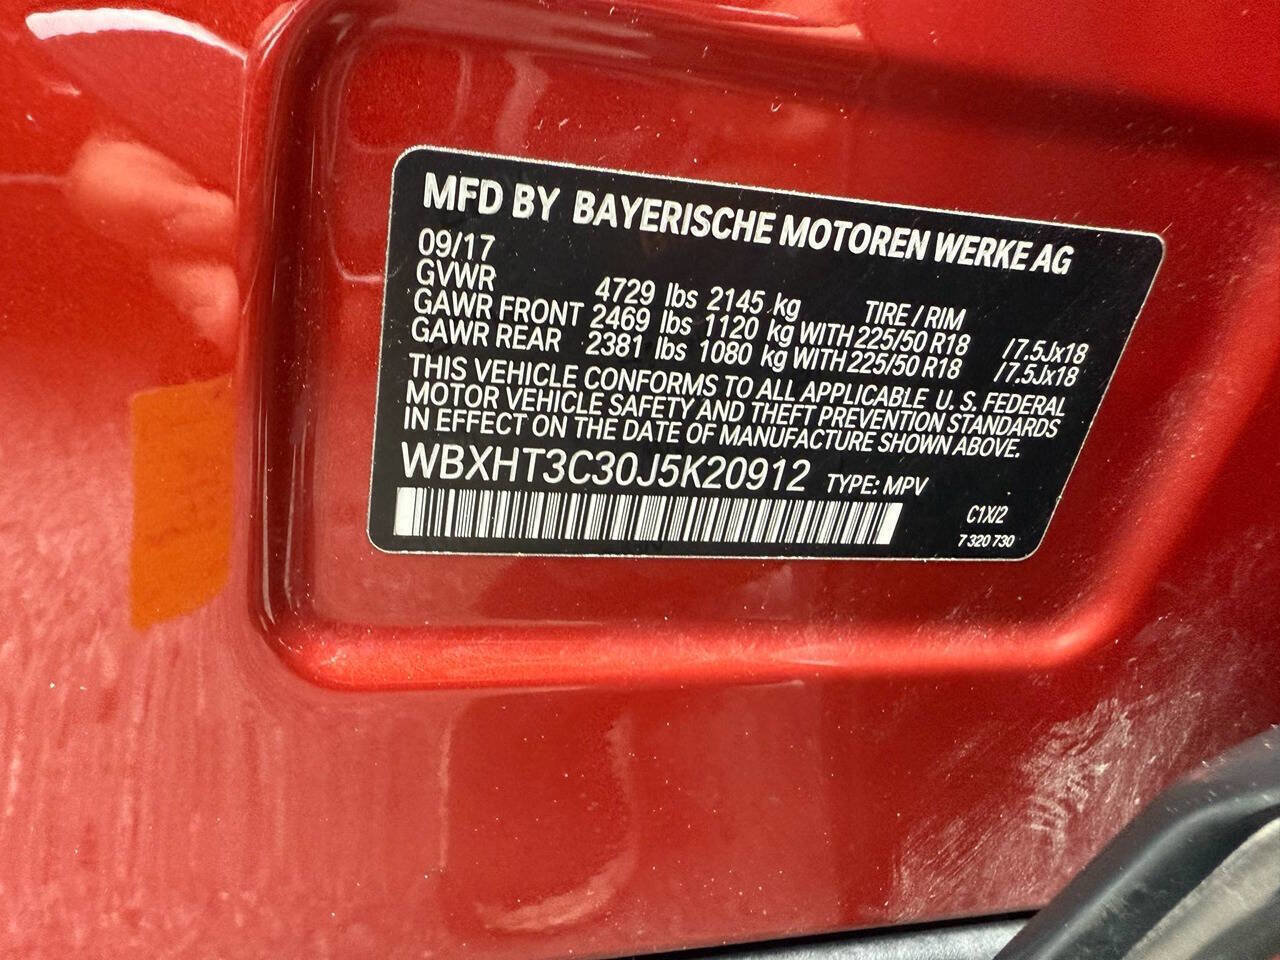 MFD BY BAYERISCHE MOTOREN WERKE AG
09/17
GVWR 4729 lbs 2145 kg TIRE / RIM
GAWR FRONT 2469 lbs 1120 kg WITH 225/50 R18 / 7.5Jx18
GAWR REAR 2381 lbs 1080 kg WITH 225/50 R18 / 7.5Jx18
THIS VEHICLE CONFORMS TO ALL APPLICABLE U. S. FEDERAL
MOTOR VEHICLE SAFETY AND THEFT PREVENTION STANDARDS
IN EFFECT ON THE DATE OF MANUFACTURE SHOWN ABOVE.
WBXHT3C30J5K20912 TYPE: MPV
C1X/2
7 320 730